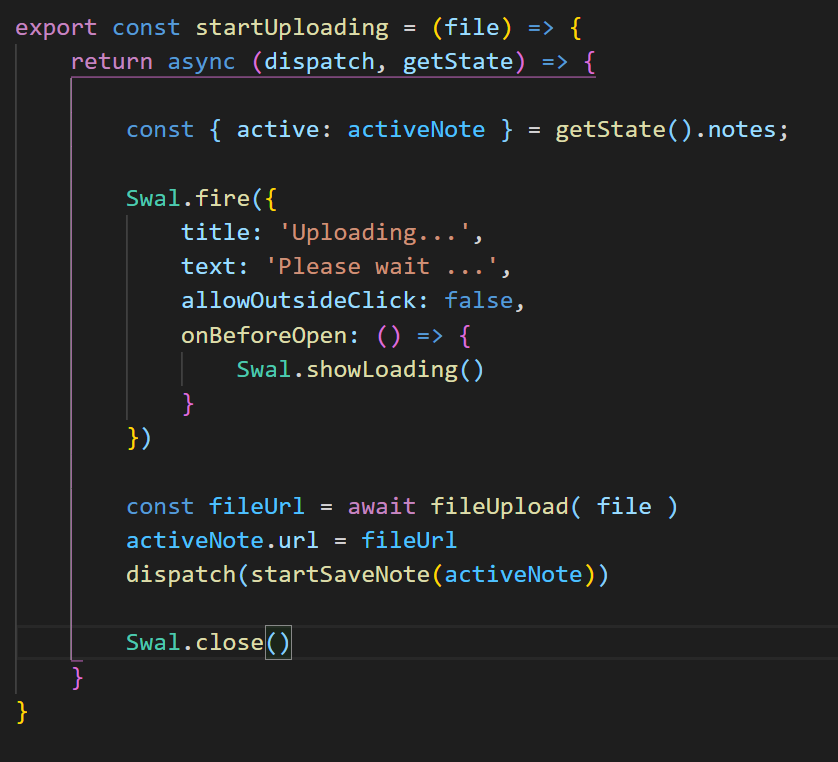 export const startUploading = (file) => {
return async (dispatch, getState) => {
const { active: activeNote } = getState().notes;
Swal.fire({
title: 'Uploading...',
text: 'Please wait ...',
allowOutsideClick: false,
onBeforeOpen: () => {
Swal.showLoading()
}
})
const fileUrl = await fileUpload( file )
activeNote.url = fileUrl
dispatch(startSaveNote(activeNote))
Swal.close()
}
}